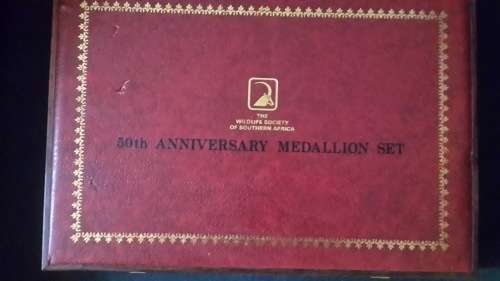 THE
WILDLIFE SOCIETY
OF SOUTHERN AFRICA
50th ANNIVERSARY MEDALLION SET